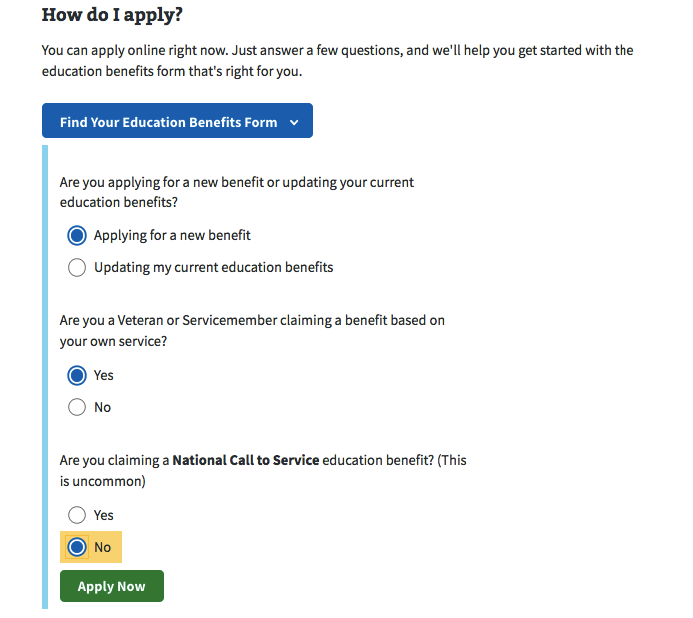 How do I apply?
You can apply online right now. Just answer a few questions, and we'll help you get started with the
education benefits form that's right for you.
Find Your Education Benefits Form
Are you applying for a new benefit or updating your current
education benefits?
Applying for a new benefit
Updating my current education benefits
Are you a Veteran or Servicemember claiming a benefit based on
your own service?
Yes
No
Are you claiming a National Call to Service education benefit? (This
is uncommon)
Yes
No
Apply Now